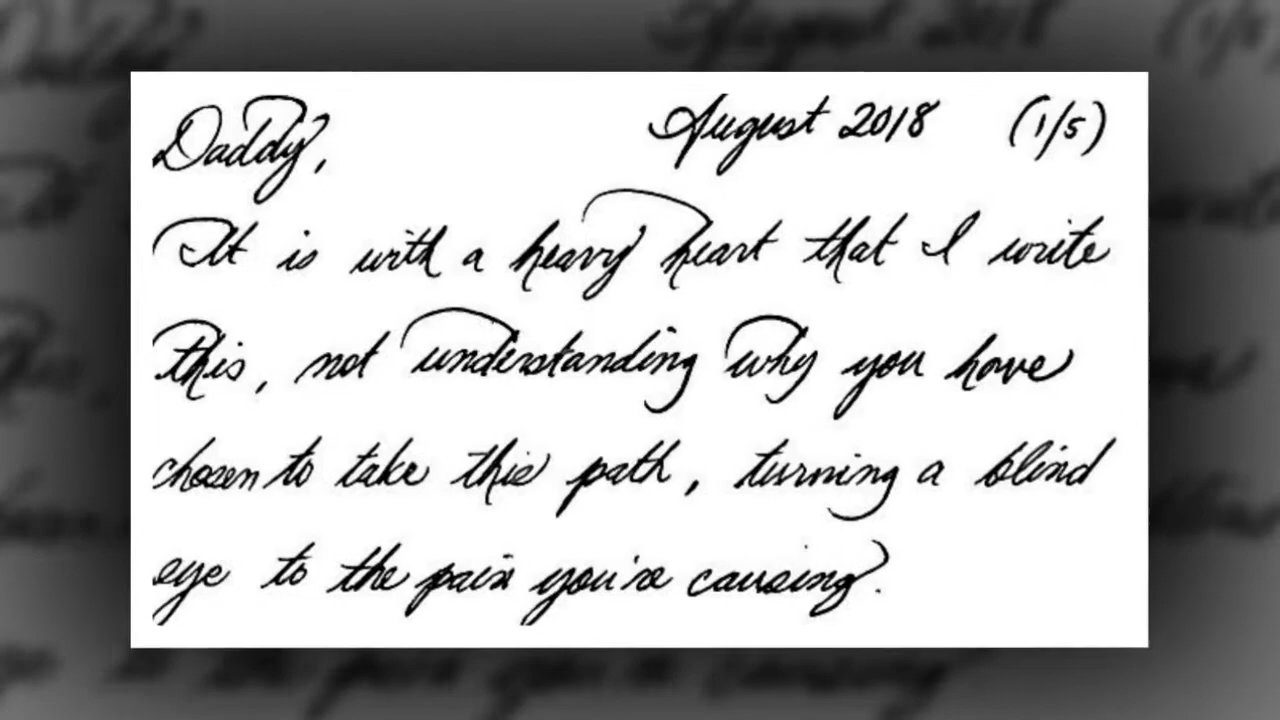 Daddy, August 2018 (1/5)
It is with a heavy heart that I write
this, not understanding why you have
chosen to take this path, turning a blind
eye to the pain you're causing.